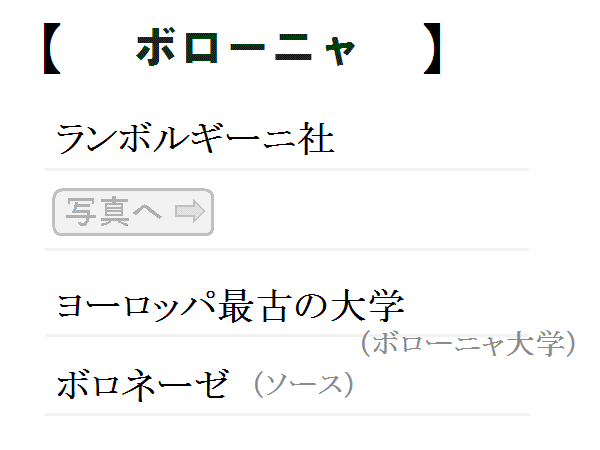 【 ボローニャ 】
ランボルギーニ社
写真へ ⇨
ヨーロッパ最古の大学
(ボローニャ大学)
ボロネーゼ (ソース)